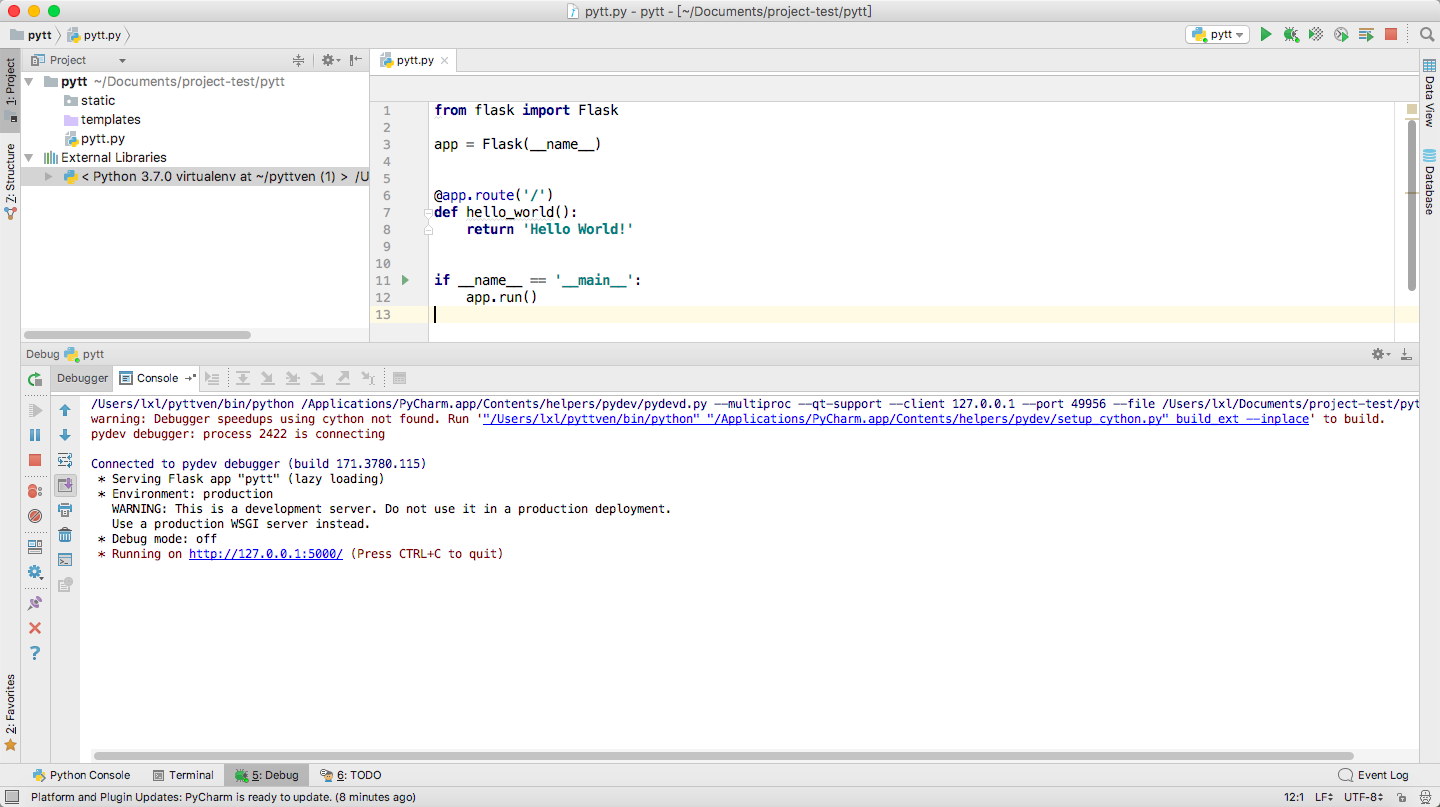 pytt.py - pytt - [~/Documents/project-test/pytt]
pytt pytt.py
pytt
1: Project
Project
pytt ~/Documents/project-test/pytt
static
templates
pytt.py
External Libraries
< Python 3.7.0 virtualenv at ~/pyttven (1) > /U
Z: Structure
2: Favorites
pytt.py
1 from flask import Flask
2
3 app = Flask(__name__)
4
5
6 @app.route('/')
7 def hello_world():
8 return 'Hello World!'
9
10
11 if __name__ == '__main__':
12 app.run()
13
Data View
Database
Debug pytt
Debugger Console
/Users/lxl/pyttven/bin/python /Applications/PyCharm.app/Contents/helpers/pydev/pydevd.py --multiproc --qt-support --client 127.0.0.1 --port 49956 --file /Users/lxl/Documents/project-test/pyt
warning: Debugger speedups using cython not found. Run '"/Users/lxl/pyttven/bin/python" "/Applications/PyCharm.app/Contents/helpers/pydev/setup_cython.py" build_ext --inplace' to build.
pydev debugger: process 2422 is connecting
Connected to pydev debugger (build 171.3780.115)
* Serving Flask app "pytt" (lazy loading)
* Environment: production
WARNING: This is a development server. Do not use it in a production deployment.
Use a production WSGI server instead.
* Debug mode: off
* Running on http://127.0.0.1:5000/ (Press CTRL+C to quit)
Python Console Terminal 5: Debug 6: TODO Event Log
Platform and Plugin Updates: PyCharm is ready to update. (8 minutes ago) 12:1 LF UTF-8